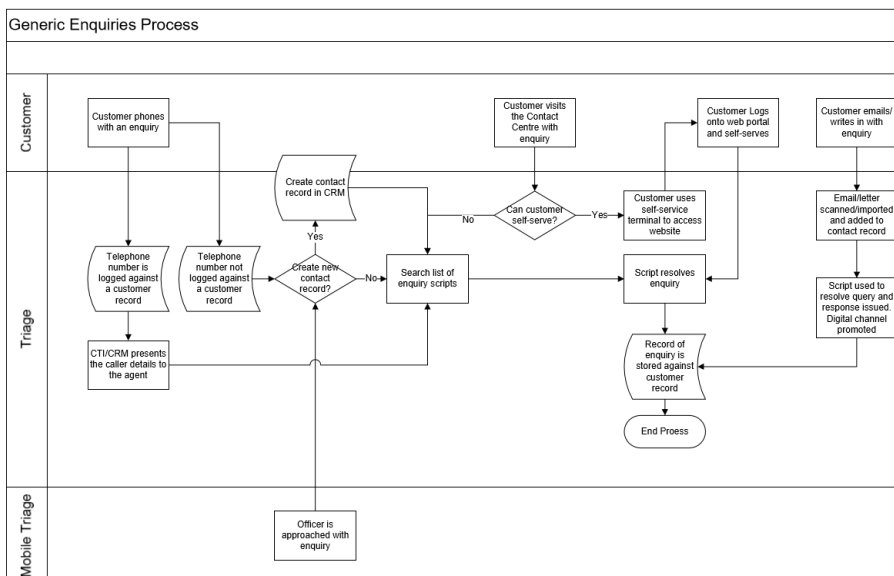 Generic Enquiries Process
Customer
Customer phones
with an enquiry
Customer visits
the Contact
Centre with
enquiry
Customer Logs
onto web portal
and self-serves
Customer emails/
writes in with
enquiry
Triage
Create contact
record in CRM
No
Can customer
self-serve?
Yes
Customer uses
self-service
terminal to access
website
Email/letter
scanned/imported
and added to
contact record
Yes
Telephone
number is
logged against
a customer
record
Telephone
number not
logged against
a customer
record
Create new
contact
record?
No
Search list of
enquiry scripts
Script resolves
enquiry
Script used to
resolve query and
response issued.
Digital channel
promoted
CTI/CRM presents
the caller details to
the agent
Record of
enquiry is
stored against
customer
record
End Proess
Mobile Triage
Officer is
approached with
enquiry